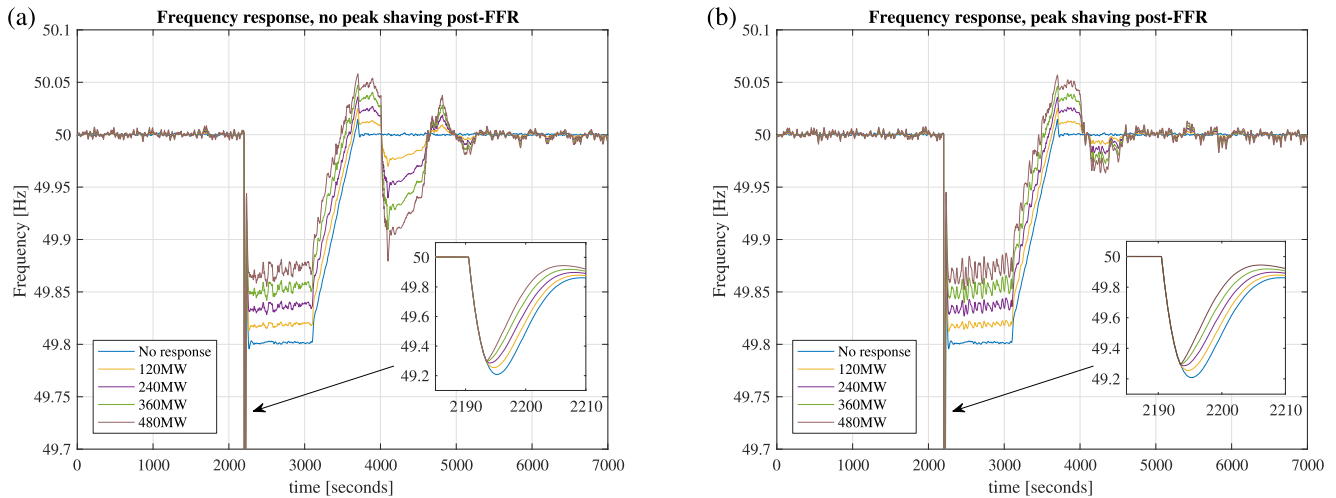 (a)
Frequency response, no peak shaving post-FFR
50.1
50.05
50
49.95
49.9
49.85
49.8
49.75
49.7
Frequency [Hz]
0 1000 2000 3000 4000 5000 6000 7000
time [seconds]
No response
120MW
240MW
360MW
480MW
50
49.8
49.6
49.4
49.2
2190 2200 2210
(b)
Frequency response, peak shaving post-FFR
50.1
50.05
50
49.95
49.9
49.85
49.8
49.75
49.7
Frequency [Hz]
0 1000 2000 3000 4000 5000 6000 7000
time [seconds]
No response
120MW
240MW
360MW
480MW
50
49.8
49.6
49.4
49.2
2190 2200 2210